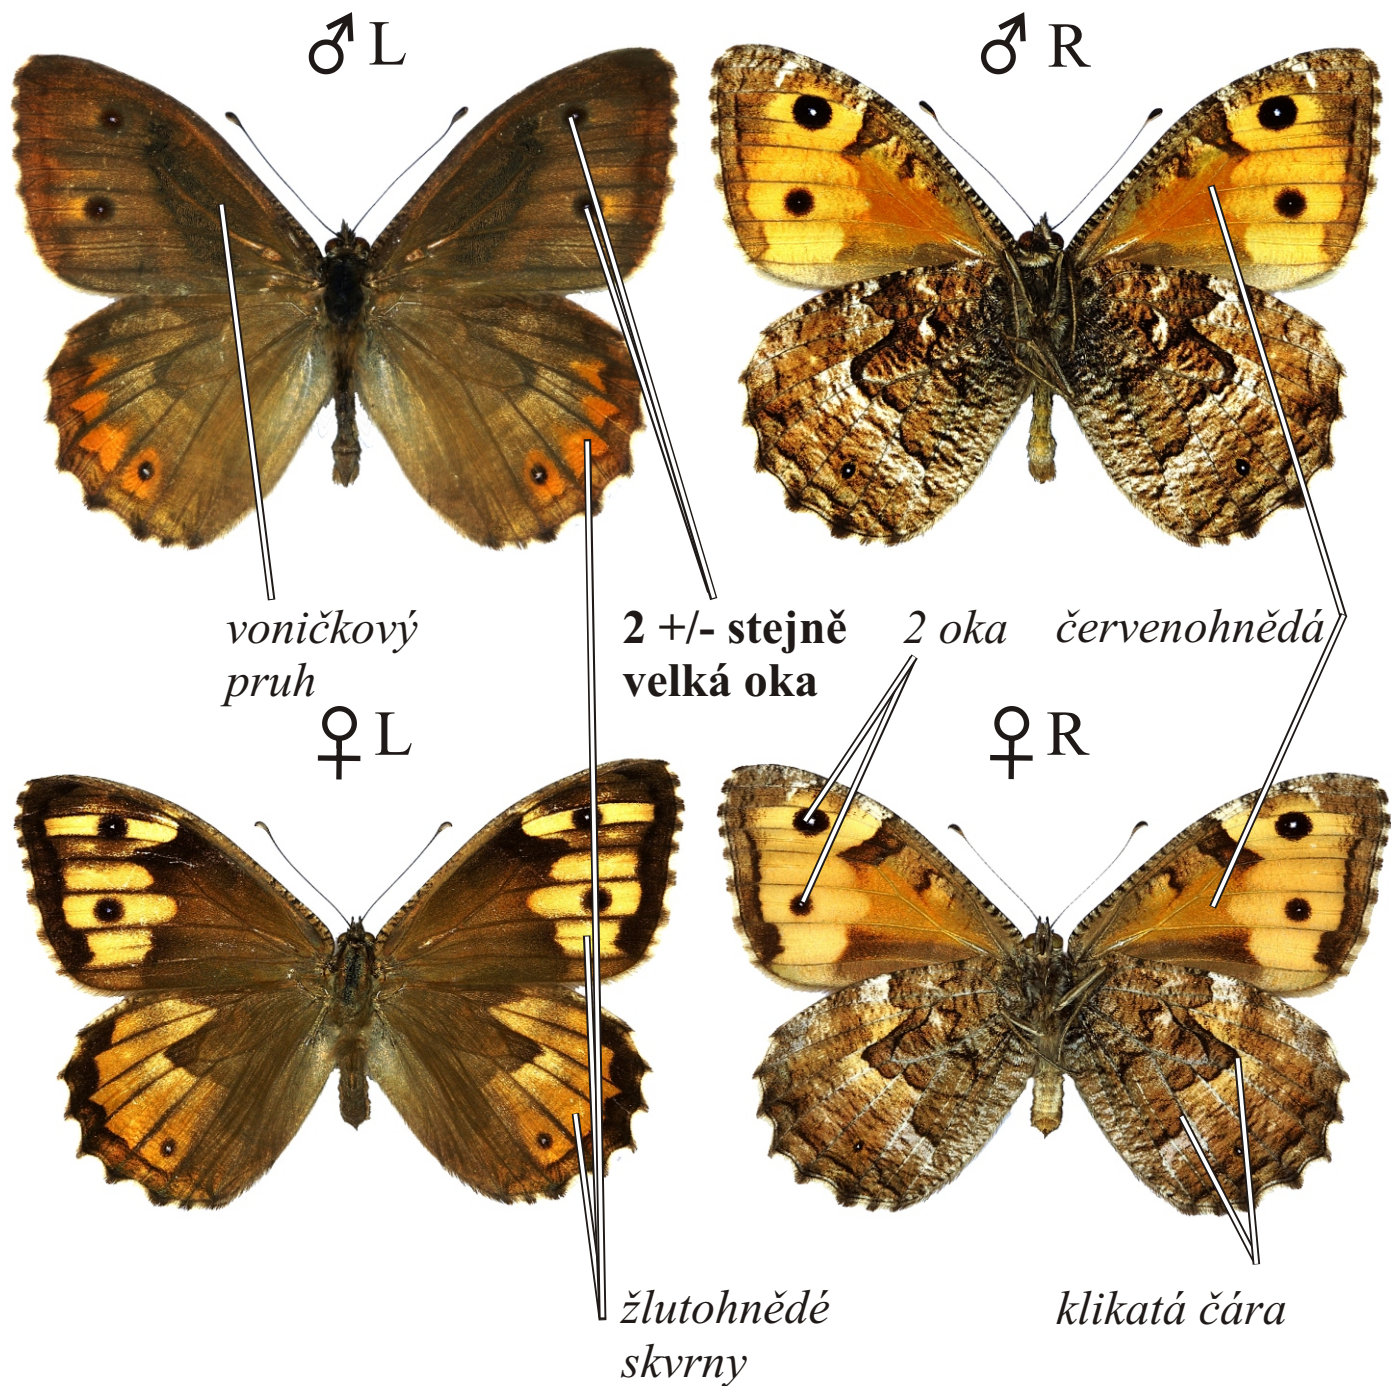 ♂ L
♂ R
voničkový
pruh
2 +/- stejně
velká oka
2 oka
červenohnědá
♀ L
♀ R
žlutohnědé
skvrny
klikatá čára